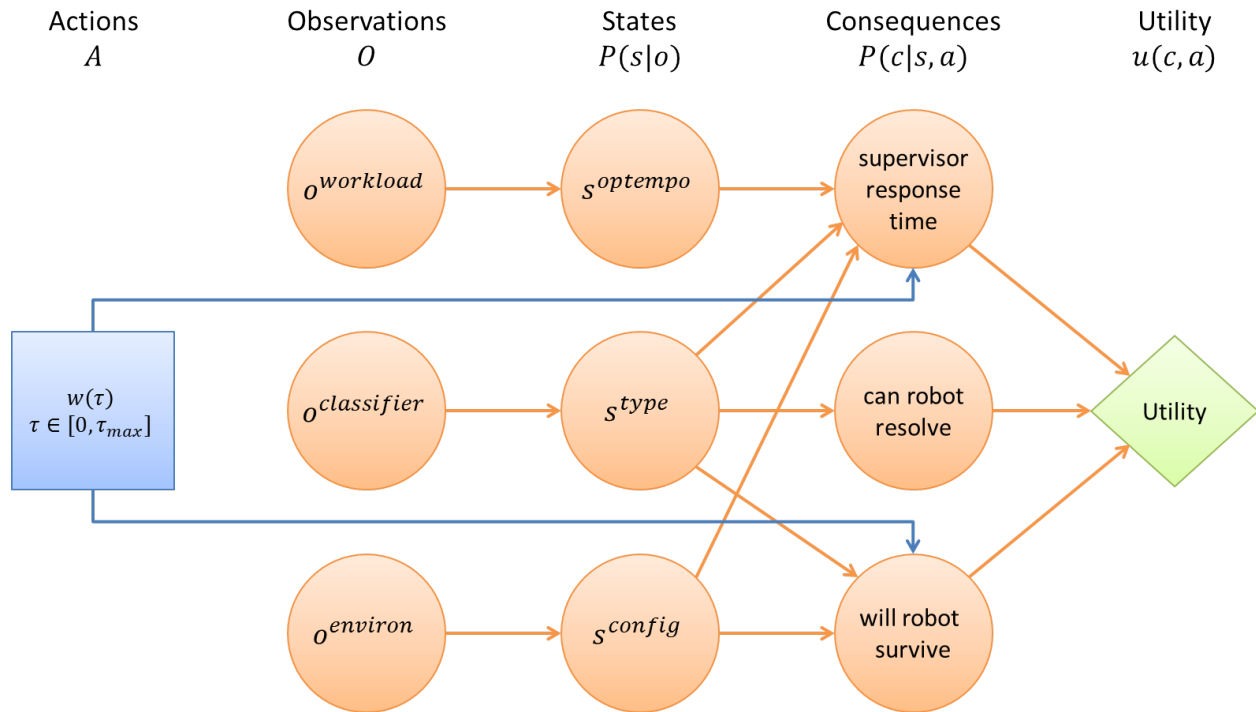 Actions
A
Observations
O
States
P(s|o)
Consequences
P(c|s, a)
Utility
u(c, a)
o^workload
s^optempo
supervisor
response
time
w(τ)
τ ∈ [0, τ_max]
o^classifier
s^type
can robot
resolve
Utility
o^environ
s^config
will robot
survive